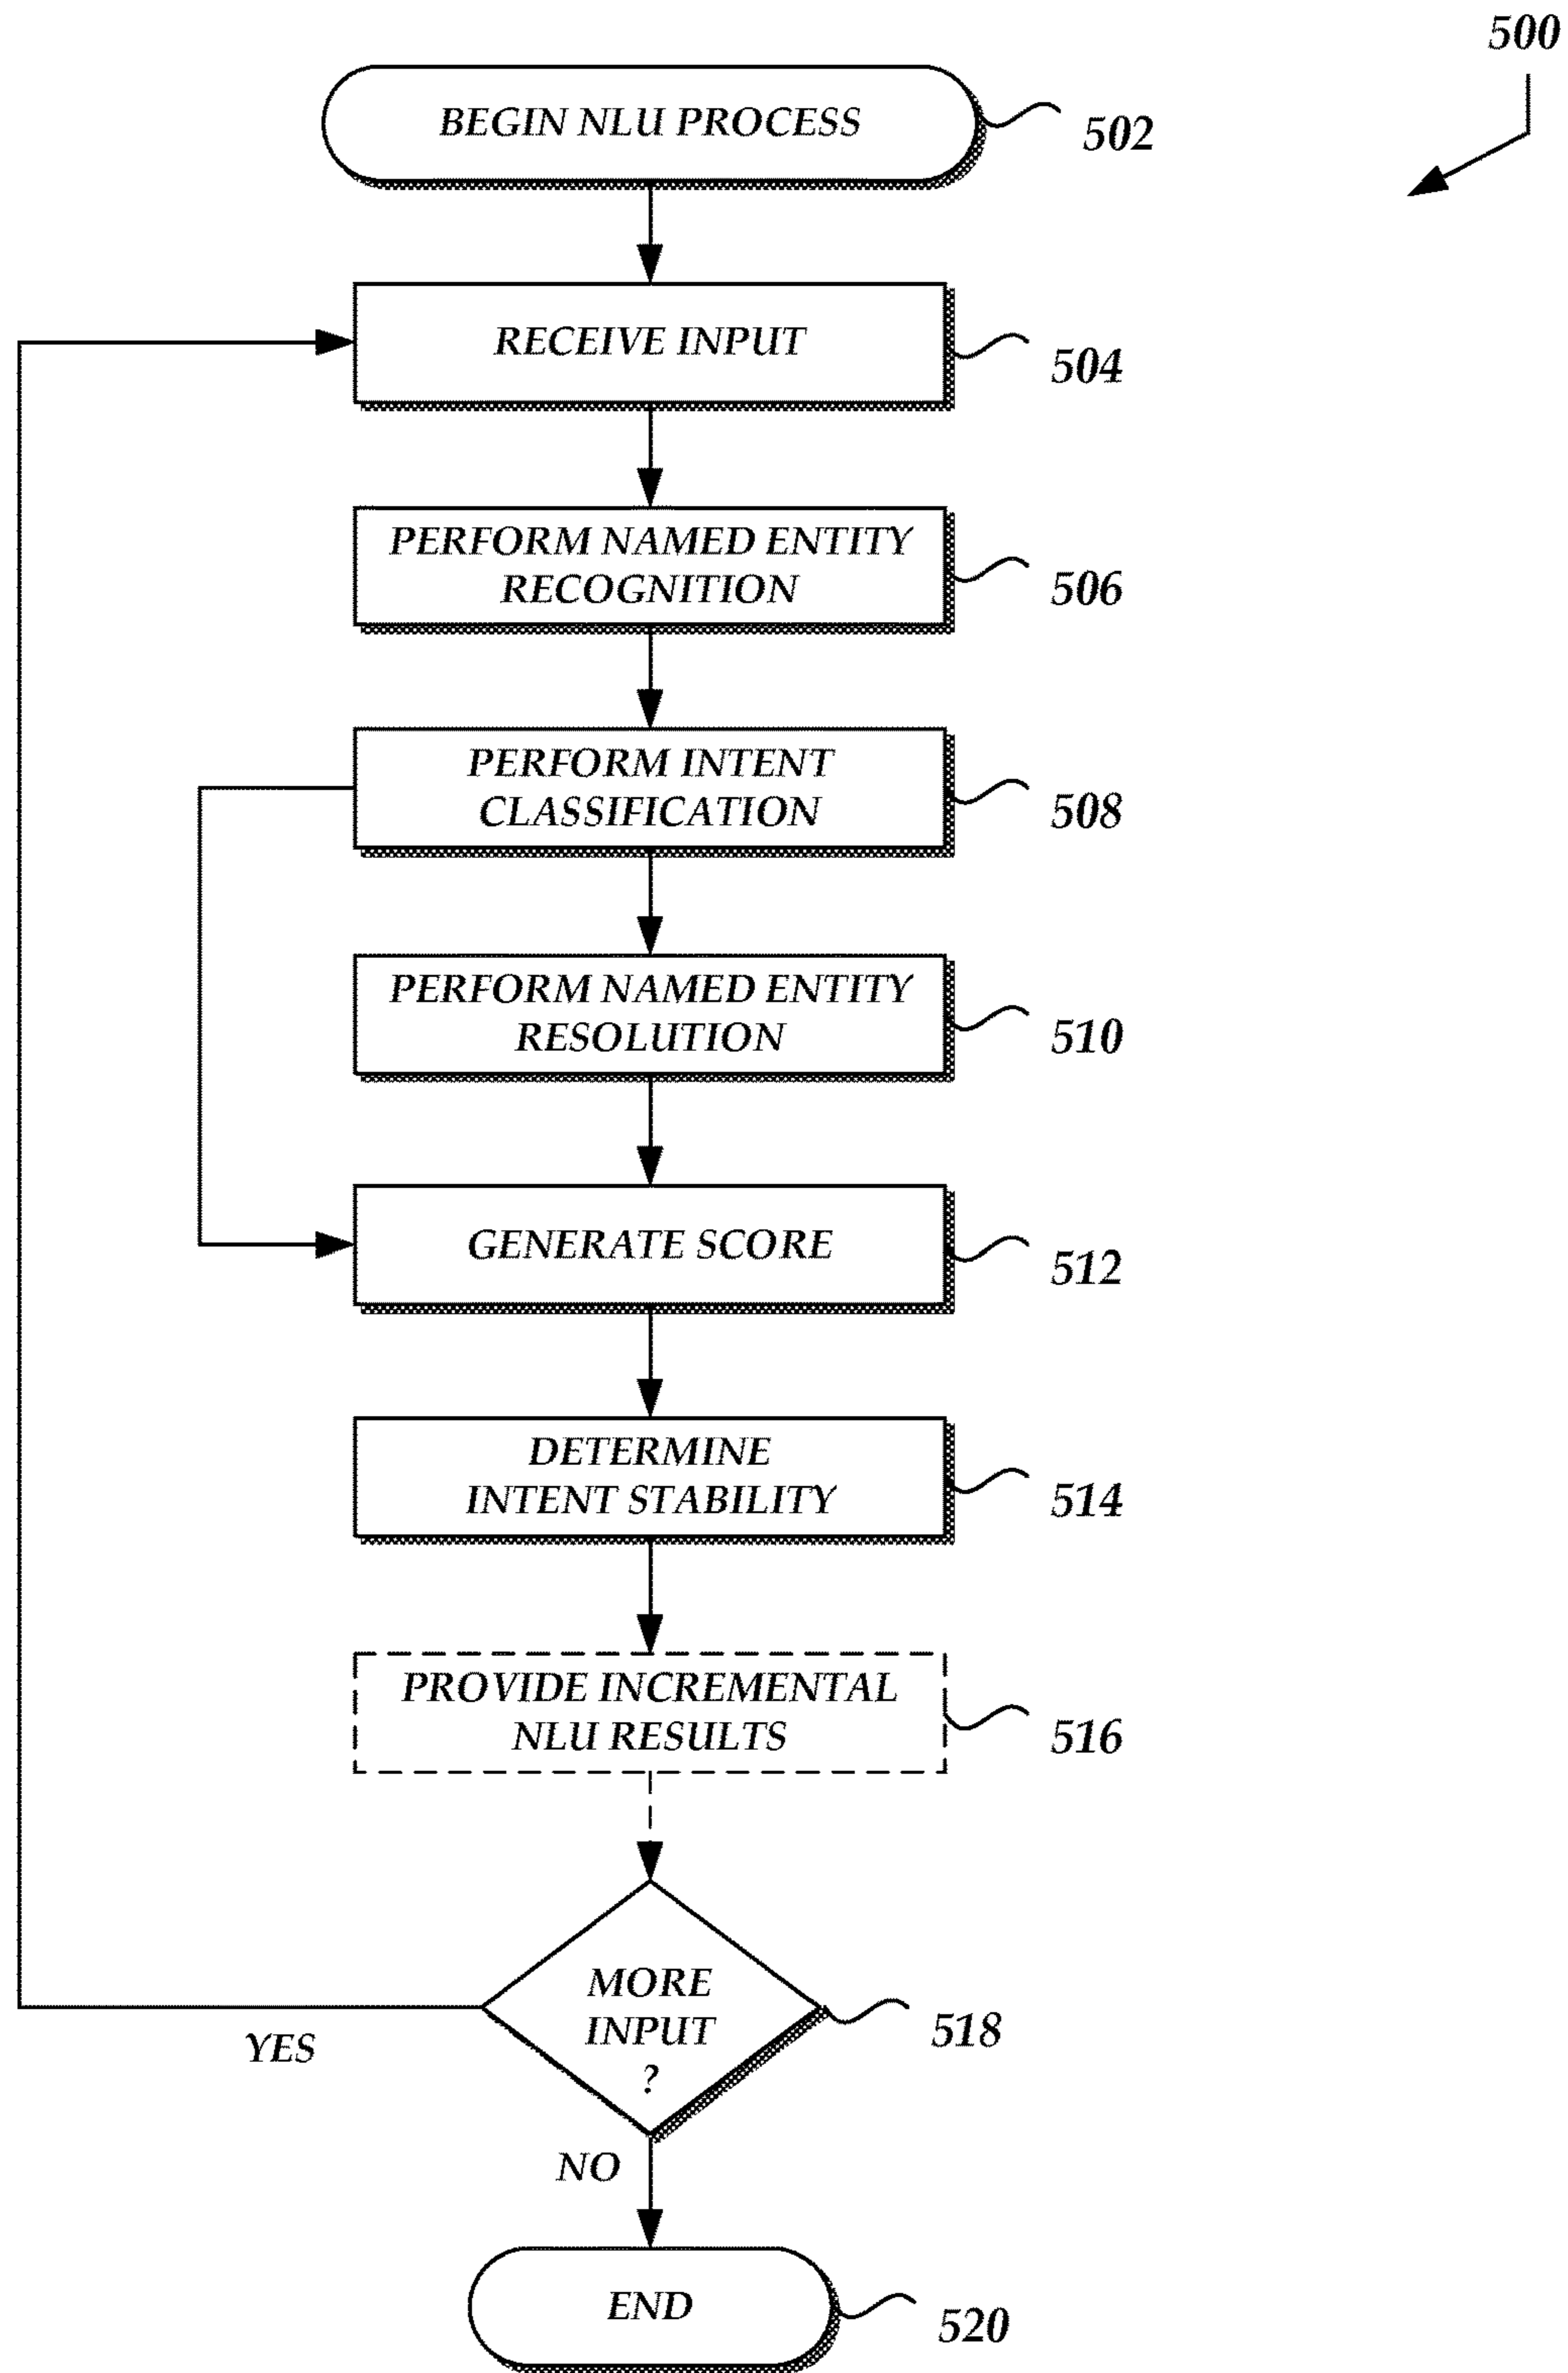 500
BEGIN NLU PROCESS
502
RECEIVE INPUT
504
PERFORM NAMED ENTITY
RECOGNITION
506
PERFORM INTENT
CLASSIFICATION
508
PERFORM NAMED ENTITY
RESOLUTION
510
GENERATE SCORE
512
DETERMINE
INTENT STABILITY
514
PROVIDE INCREMENTAL
NLU RESULTS
516
MORE
INPUT
?
518
YES
NO
END
520